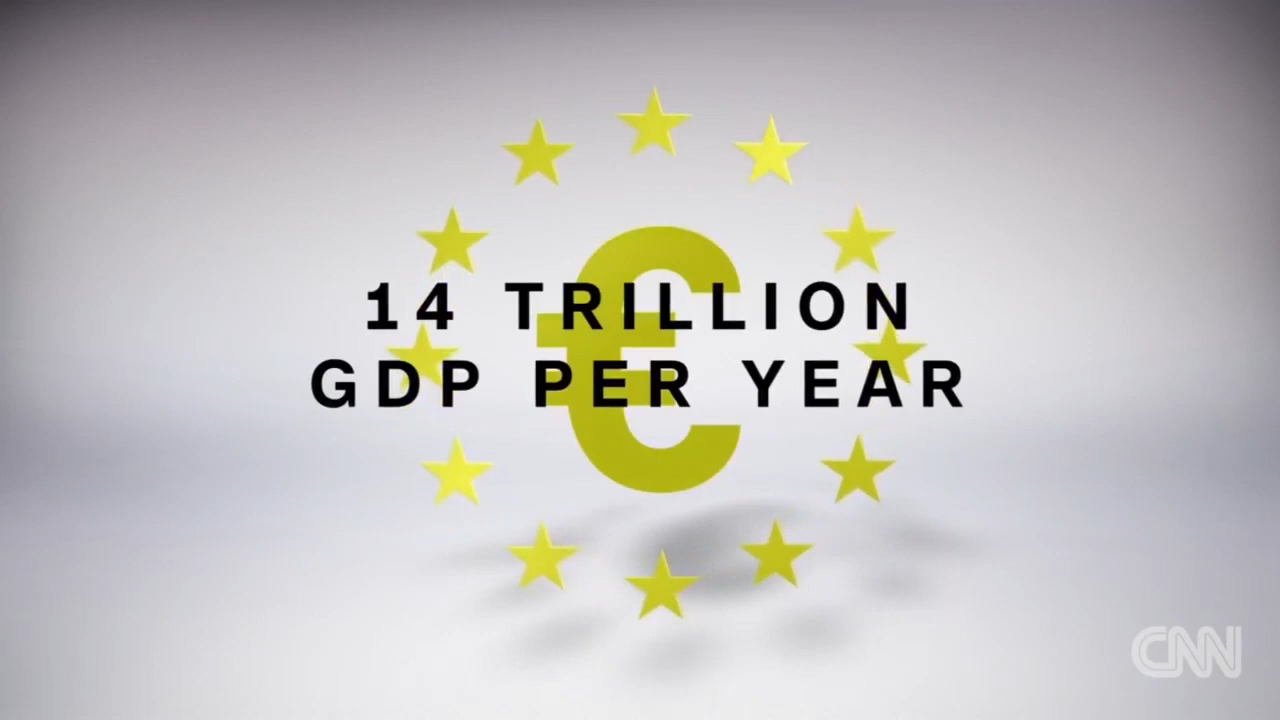 €
14 TRILLION
GDP PER YEAR
CNN